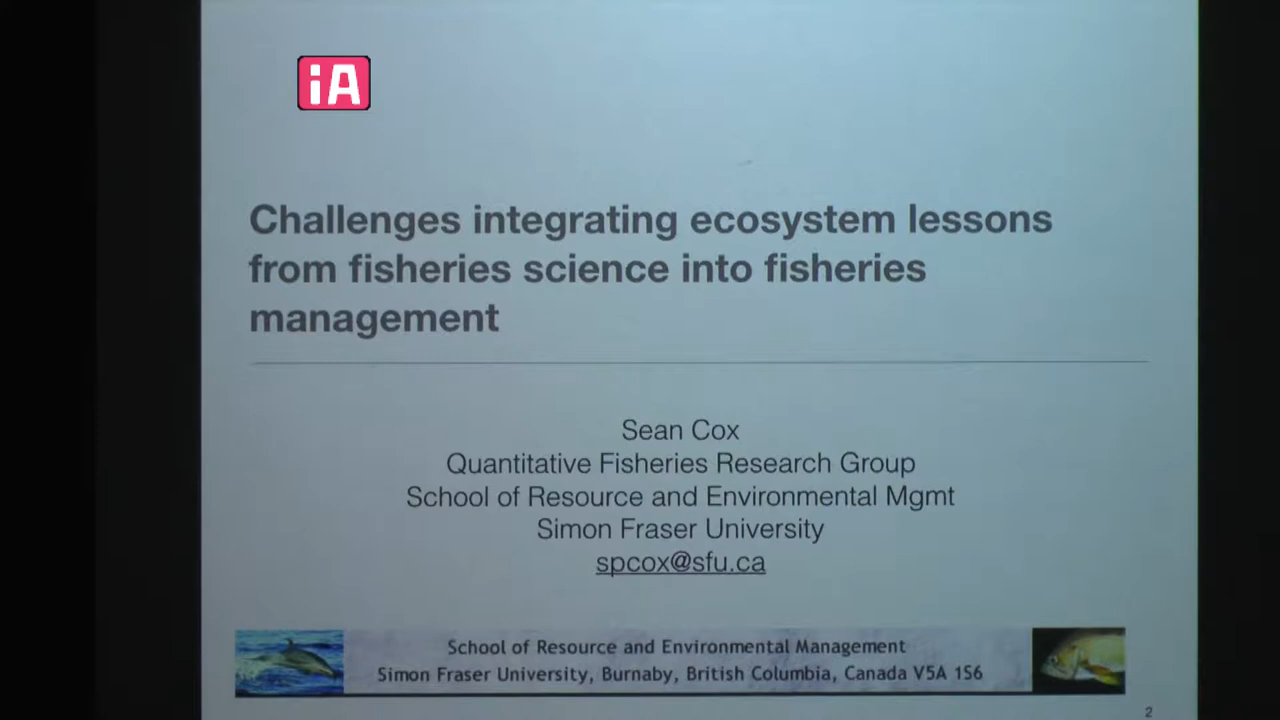 iA
Challenges integrating ecosystem lessons
from fisheries science into fisheries
management
Sean Cox
Quantitative Fisheries Research Group
School of Resource and Environmental Mgmt
Simon Fraser University
spcox@sfu.ca
School of Resource and Environmental Management
Simon Fraser University, Burnaby, British Columbia, Canada V5A 1S6
2